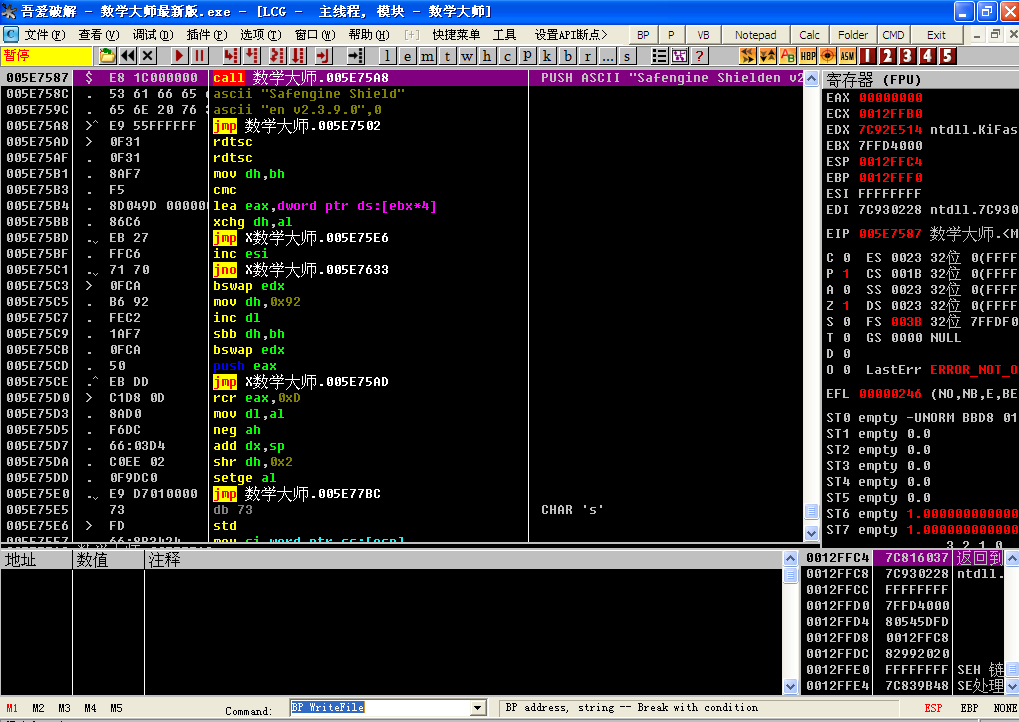 吾爱破解 - 数学大师最新版.exe - [LCG -  主线程, 模块 - 数学大师]
C 文件(F) 查看(V) 调试(D) 插件(P) 选项(T) 窗口(W) 帮助(H) [+] 快捷菜单 工具 设置API断点> BP P VB Notepad Calc Folder CMD Exit
暂停 l e m t w h c p k b r ... s ? HBP ASM 1 2 3 4 5
005E7587 $ E8 1C000000 call 数学大师.005E75A8 PUSH ASCII "Safengine Shielden v2
005E758C . 53 61 66 65 ascii "Safengine Shield"
005E759C . 65 6E 20 76 ascii "en v2.3.9.0",0
005E75A8 >^ E9 55FFFFFF jmp 数学大师.005E7502
005E75AD > 0F31 rdtsc
005E75AF . 0F31 rdtsc
005E75B1 . 8AF7 mov dh,bh
005E75B3 . F5 cmc
005E75B4 . 8D049D 00000 lea eax,dword ptr ds:[ebx*4]
005E75BB . 86C6 xchg dh,al
005E75BD .v EB 27 jmp X数学大师.005E75E6
005E75BF . FFC6 inc esi
005E75C1 .v 71 70 jno X数学大师.005E7633
005E75C3 > 0FCA bswap edx
005E75C5 . B6 92 mov dh,0x92
005E75C7 . FEC2 inc dl
005E75C9 . 1AF7 sbb dh,bh
005E75CB . 0FCA bswap edx
005E75CD . 50 push eax
005E75CE .^ EB DD jmp X数学大师.005E75AD
005E75D0 > C1D8 0D rcr eax,0xD
005E75D3 . 8AD0 mov dl,al
005E75D5 . F6DC neg ah
005E75D7 . 66:03D4 add dx,sp
005E75DA . C0EE 02 shr dh,0x2
005E75DD . 0F9DC0 setge al
005E75E0 .v E9 D7010000 jmp 数学大师.005E77BC
005E75E5 73 db 73 CHAR 's'
005E75E6 > FD std
寄存器 (FPU)
EAX 00000000
ECX 0012FFB0
EDX 7C92E514 ntdll.KiFas
EBX 7FFD4000
ESP 0012FFC4
EBP 0012FFF0
ESI FFFFFFFF
EDI 7C930228 ntdll.7C930
EIP 005E7587 数学大师.<M
C 0 ES 0023 32位 0(FFFF
P 1 CS 001B 32位 0(FFFF
A 0 SS 0023 32位 0(FFFF
Z 1 DS 0023 32位 0(FFFF
S 0 FS 003B 32位 7FFDF0
T 0 GS 0000 NULL
D 0
O 0 LastErr ERROR_NOT_O
EFL 00000246 (NO,NB,E,BE
ST0 empty -UNORM BBD8 01
ST1 empty 0.0
ST2 empty 0.0
ST3 empty 0.0
ST4 empty 0.0
ST5 empty 0.0
ST6 empty 1.000000000000
ST7 empty 1.000000000000
3 2 1 0
地址 数值 注释
0012FFC4 7C816037 返回到
0012FFC8 7C930228 ntdll.
0012FFCC FFFFFFFF
0012FFD0 7FFD4000
0012FFD4 80545DFD
0012FFD8 0012FFC8
0012FFDC 82992020
0012FFE0 FFFFFFFF SEH 链
0012FFE4 7C839B48 SE处理
M1 M2 M3 M4 M5 Command: BP WriteFile BP address, string -- Break with condition ESP EBP NONE